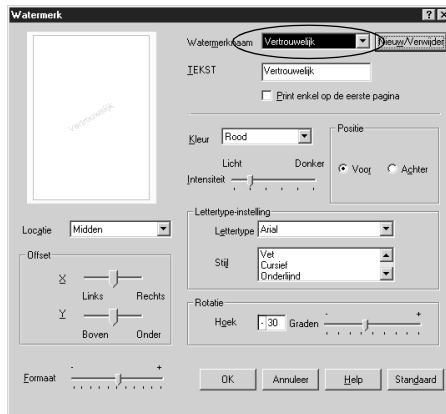 Watermerk
Watermerknaam Vertrouwelijk Nieuw/Verwijder
TEKST Vertrouwelijk
Print enkel op de eerste pagina
Vertrouwelijk
Kleur Rood
Positie
Licht Donker
Voor Achter
Intensiteit
Locatie Midden
Lettertype-instelling
Lettertype Arial
Offset
Stijl Vet
Cursief
Onderlijnd
X
Links Rechts
Rotatie
Y
Hoek - 30 Graden - +
Boven Onder
Formaat - +
OK Annuleer Help Standaard